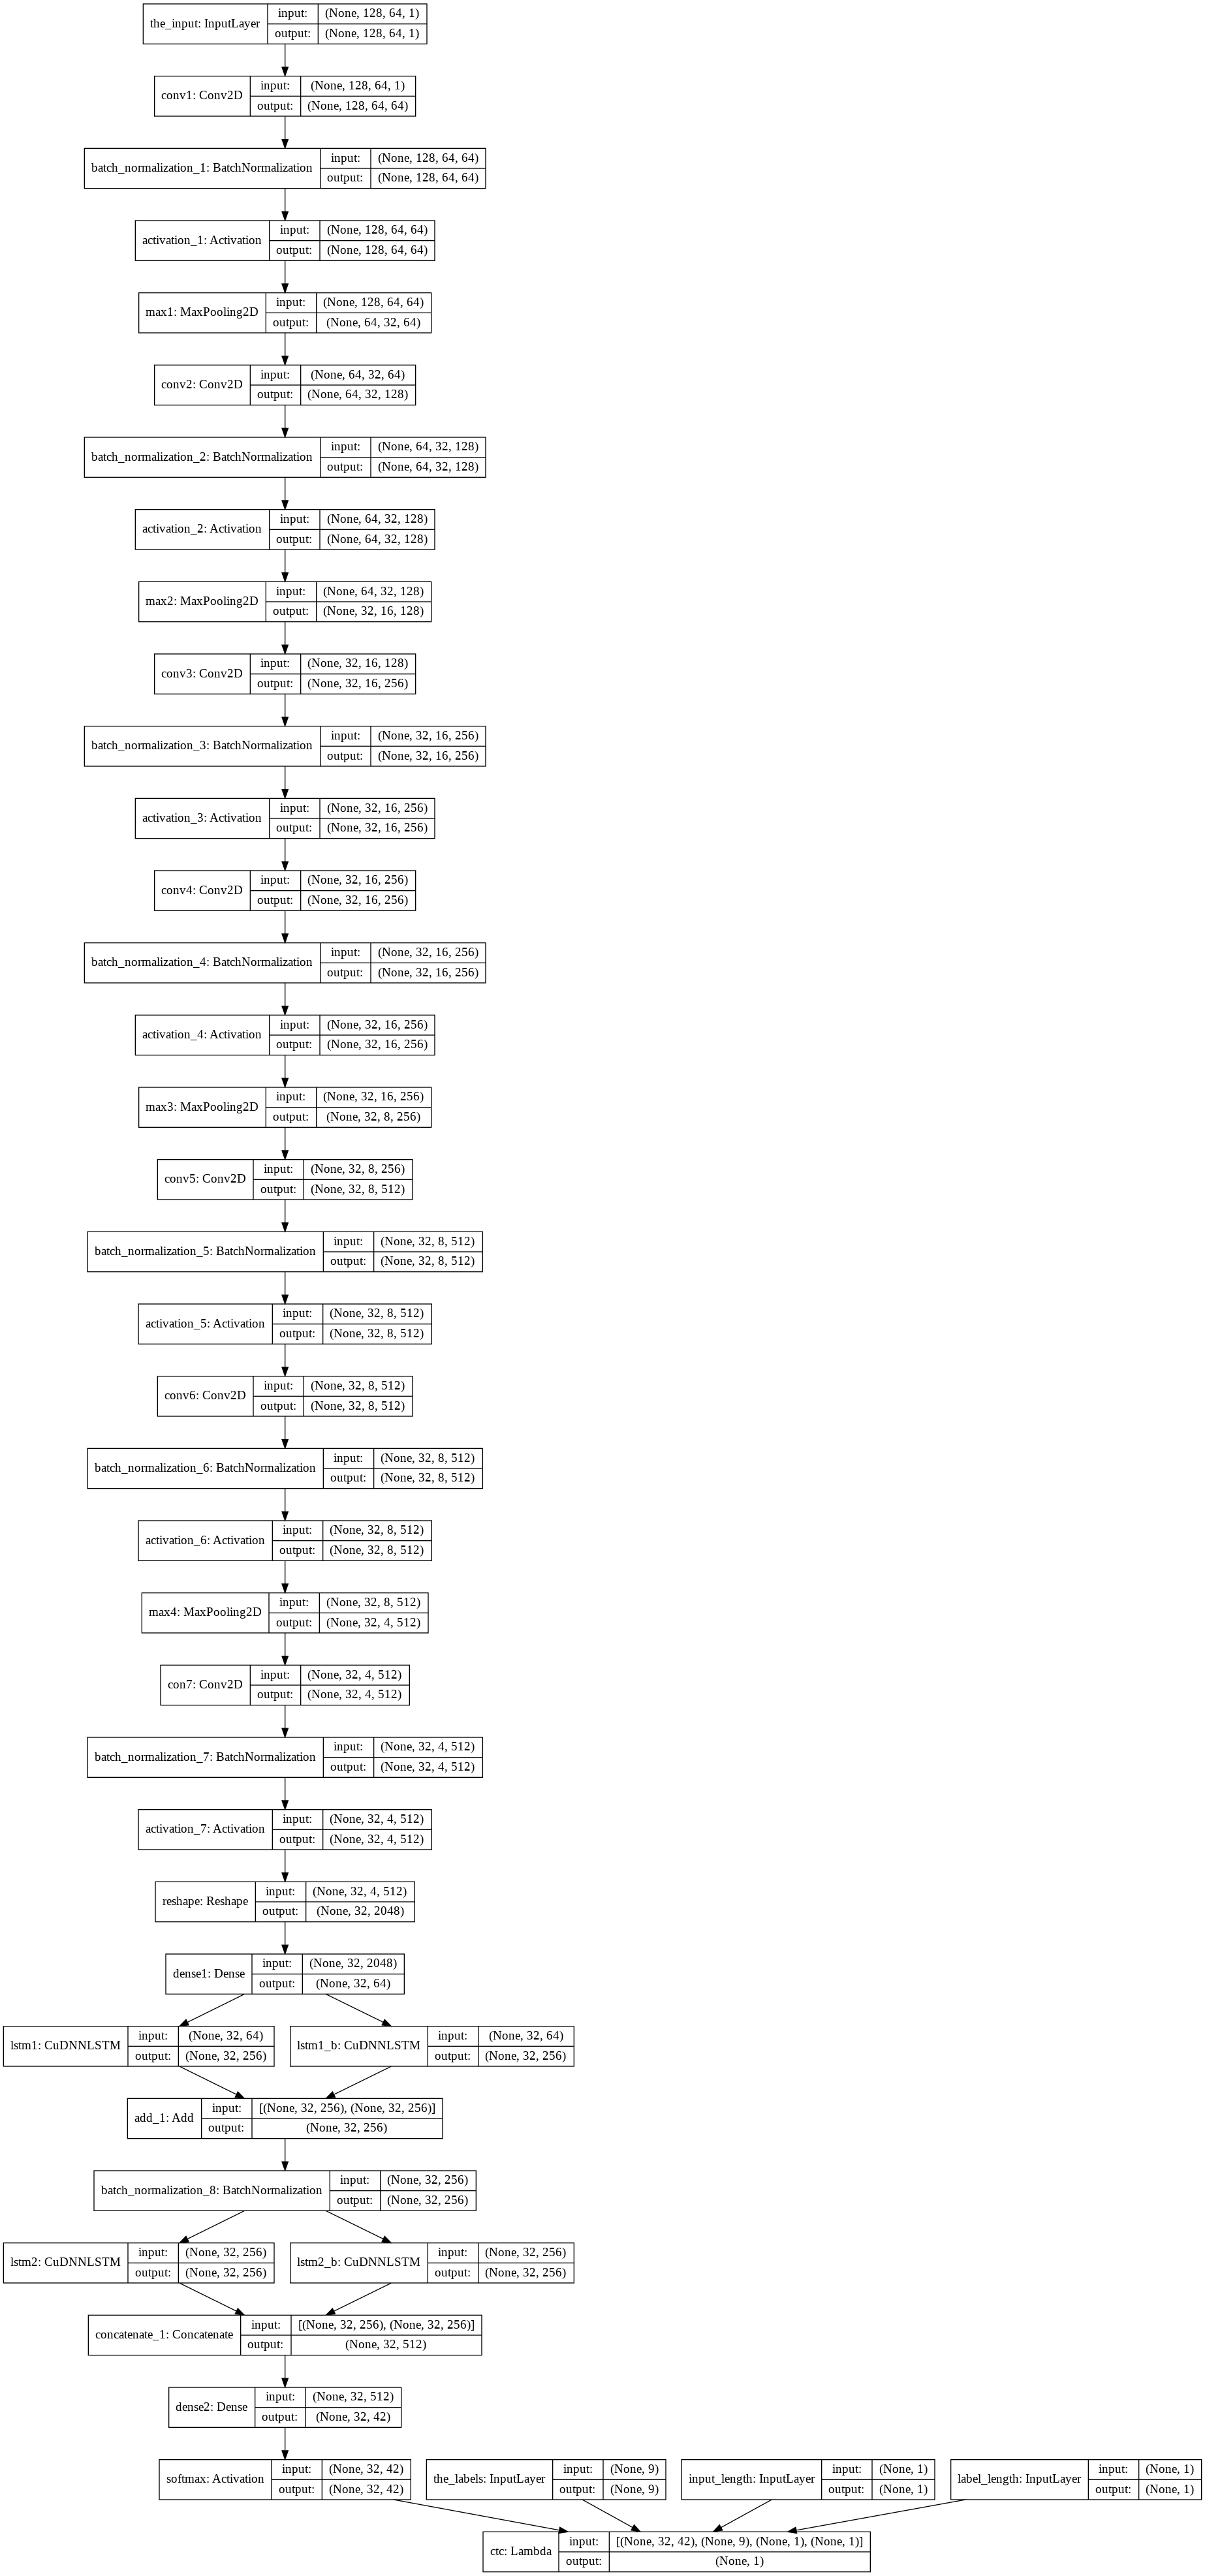 the_input: InputLayer input: (None, 128, 64, 1)
output: (None, 128, 64, 1)
conv1: Conv2D input: (None, 128, 64, 1)
output: (None, 128, 64, 64)
batch_normalization_1: BatchNormalization input: (None, 128, 64, 64)
output: (None, 128, 64, 64)
activation_1: Activation input: (None, 128, 64, 64)
output: (None, 128, 64, 64)
max1: MaxPooling2D input: (None, 128, 64, 64)
output: (None, 64, 32, 64)
conv2: Conv2D input: (None, 64, 32, 64)
output: (None, 64, 32, 128)
batch_normalization_2: BatchNormalization input: (None, 64, 32, 128)
output: (None, 64, 32, 128)
activation_2: Activation input: (None, 64, 32, 128)
output: (None, 64, 32, 128)
max2: MaxPooling2D input: (None, 64, 32, 128)
output: (None, 32, 16, 128)
conv3: Conv2D input: (None, 32, 16, 128)
output: (None, 32, 16, 256)
batch_normalization_3: BatchNormalization input: (None, 32, 16, 256)
output: (None, 32, 16, 256)
activation_3: Activation input: (None, 32, 16, 256)
output: (None, 32, 16, 256)
conv4: Conv2D input: (None, 32, 16, 256)
output: (None, 32, 16, 256)
batch_normalization_4: BatchNormalization input: (None, 32, 16, 256)
output: (None, 32, 16, 256)
activation_4: Activation input: (None, 32, 16, 256)
output: (None, 32, 16, 256)
max3: MaxPooling2D input: (None, 32, 16, 256)
output: (None, 32, 8, 256)
conv5: Conv2D input: (None, 32, 8, 256)
output: (None, 32, 8, 512)
batch_normalization_5: BatchNormalization input: (None, 32, 8, 512)
output: (None, 32, 8, 512)
activation_5: Activation input: (None, 32, 8, 512)
output: (None, 32, 8, 512)
conv6: Conv2D input: (None, 32, 8, 512)
output: (None, 32, 8, 512)
batch_normalization_6: BatchNormalization input: (None, 32, 8, 512)
output: (None, 32, 8, 512)
activation_6: Activation input: (None, 32, 8, 512)
output: (None, 32, 8, 512)
max4: MaxPooling2D input: (None, 32, 8, 512)
output: (None, 32, 4, 512)
con7: Conv2D input: (None, 32, 4, 512)
output: (None, 32, 4, 512)
batch_normalization_7: BatchNormalization input: (None, 32, 4, 512)
output: (None, 32, 4, 512)
activation_7: Activation input: (None, 32, 4, 512)
output: (None, 32, 4, 512)
reshape: Reshape input: (None, 32, 4, 512)
output: (None, 32, 2048)
dense1: Dense input: (None, 32, 2048)
output: (None, 32, 64)
lstm1: CuDNNLSTM input: (None, 32, 64)
output: (None, 32, 256)
lstm1_b: CuDNNLSTM input: (None, 32, 64)
output: (None, 32, 256)
add_1: Add input: [(None, 32, 256), (None, 32, 256)]
output: (None, 32, 256)
batch_normalization_8: BatchNormalization input: (None, 32, 256)
output: (None, 32, 256)
lstm2: CuDNNLSTM input: (None, 32, 256)
output: (None, 32, 256)
lstm2_b: CuDNNLSTM input: (None, 32, 256)
output: (None, 32, 256)
concatenate_1: Concatenate input: [(None, 32, 256), (None, 32, 256)]
output: (None, 32, 512)
dense2: Dense input: (None, 32, 512)
output: (None, 32, 42)
softmax: Activation input: (None, 32, 42)
output: (None, 32, 42)
the_labels: InputLayer input: (None, 9)
output: (None, 9)
input_length: InputLayer input: (None, 1)
output: (None, 1)
label_length: InputLayer input: (None, 1)
output: (None, 1)
ctc: Lambda input: [(None, 32, 42), (None, 9), (None, 1), (None, 1)]
output: (None, 1)